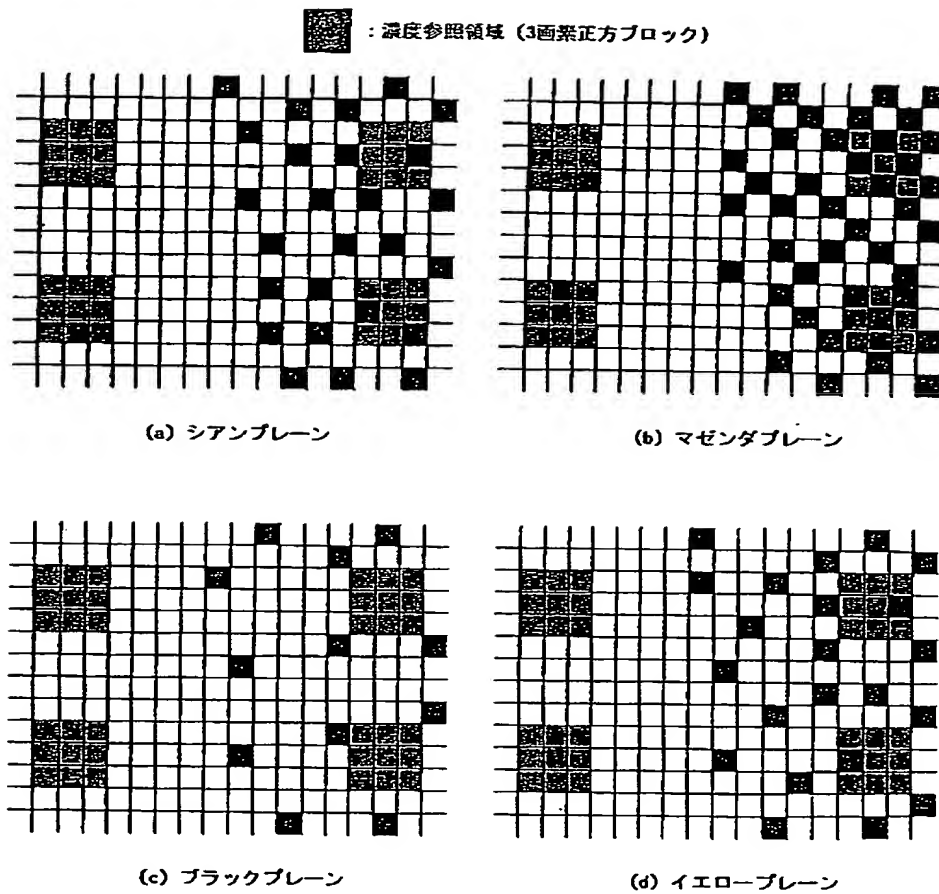 ：濃度参照領域（3画素正方ブロック）
(a) シアンプレーン
(b) マゼンダプレーン
(c) ブラックプレーン
(d) イエロープレーン